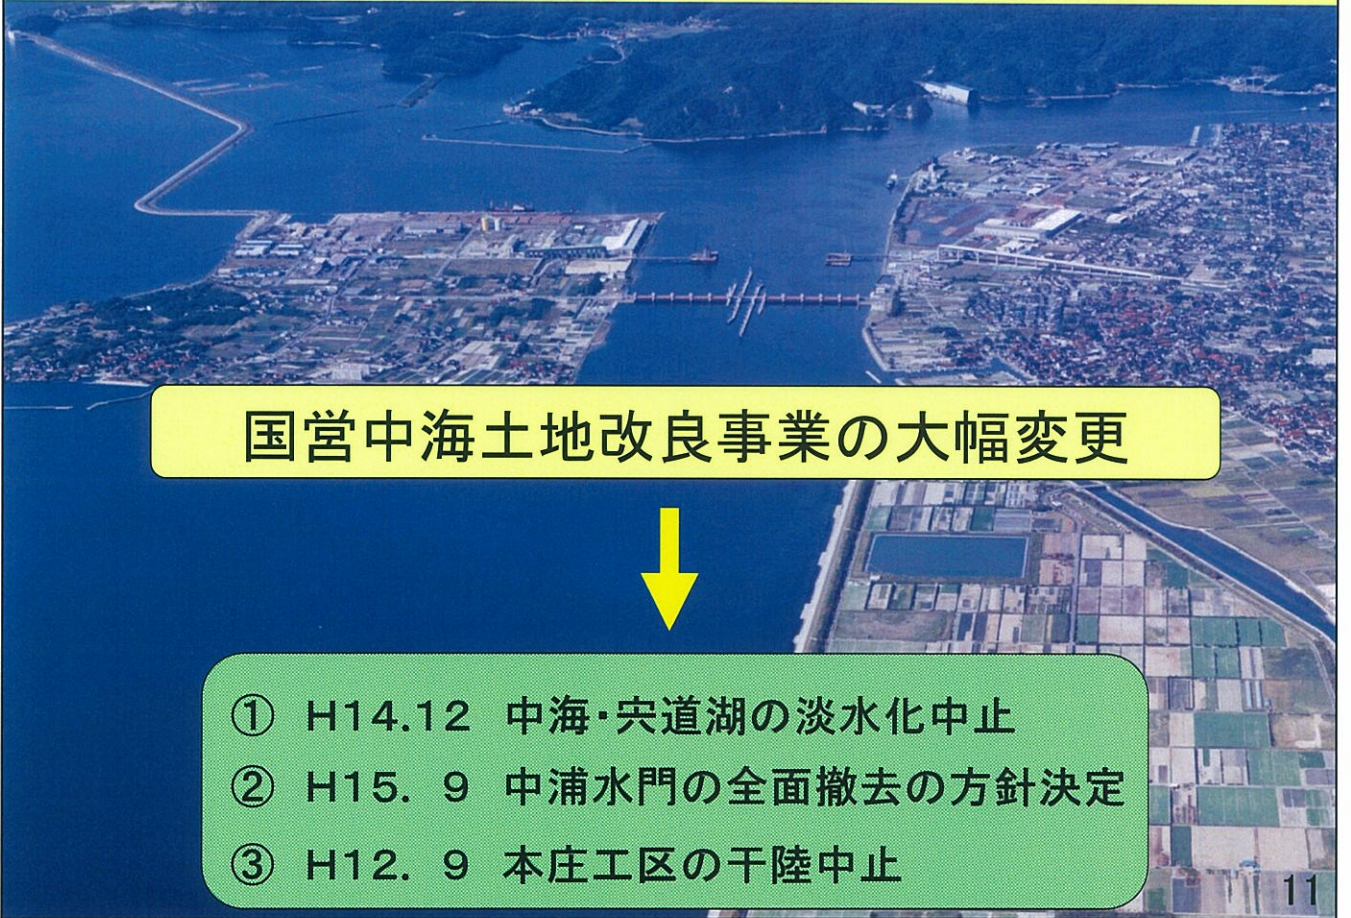 国営中海土地改良事業の大幅変更
① H14.12 中海・宍道湖の淡水化中止
② H15. 9 中浦水門の全面撤去の方針決定
③ H12. 9 本庄工区の干陸中止
11